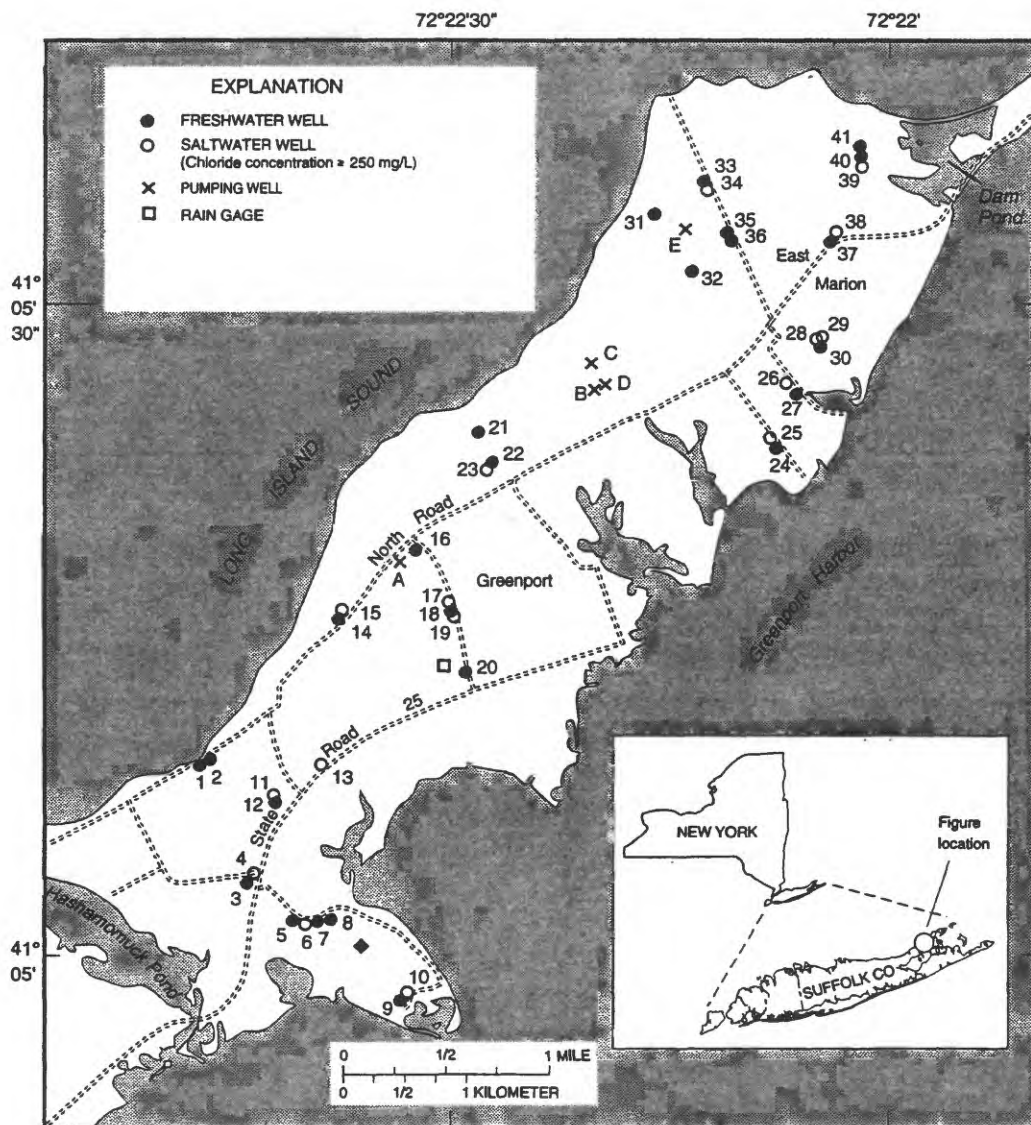 72°22'30"
72°22'
EXPLANATION
FRESHWATER WELL
SALTWATER WELL
(Chloride concentration ≥ 250 mg/L)
PUMPING WELL
RAIN GAGE
41°
05'
30"
41
40
39
Dam
Pond
33
34
31
E
35
36
38
37
East
Marion
32
29
28
30
C
B
D
26
27
25
24
SOUND
ISLAND
LONG
21
22
23
North Road
16
A
Greenport
Greenport Harbor
17
18
19
15
14
20
25
State Road
1
2
13
11
12
4
3
Hashamomuck Pond
5
6
7
8
10
9
41°
05'
0 1/2 1 MILE
0 1/2 1 KILOMETER
NEW YORK
Figure
location
SUFFOLK CO